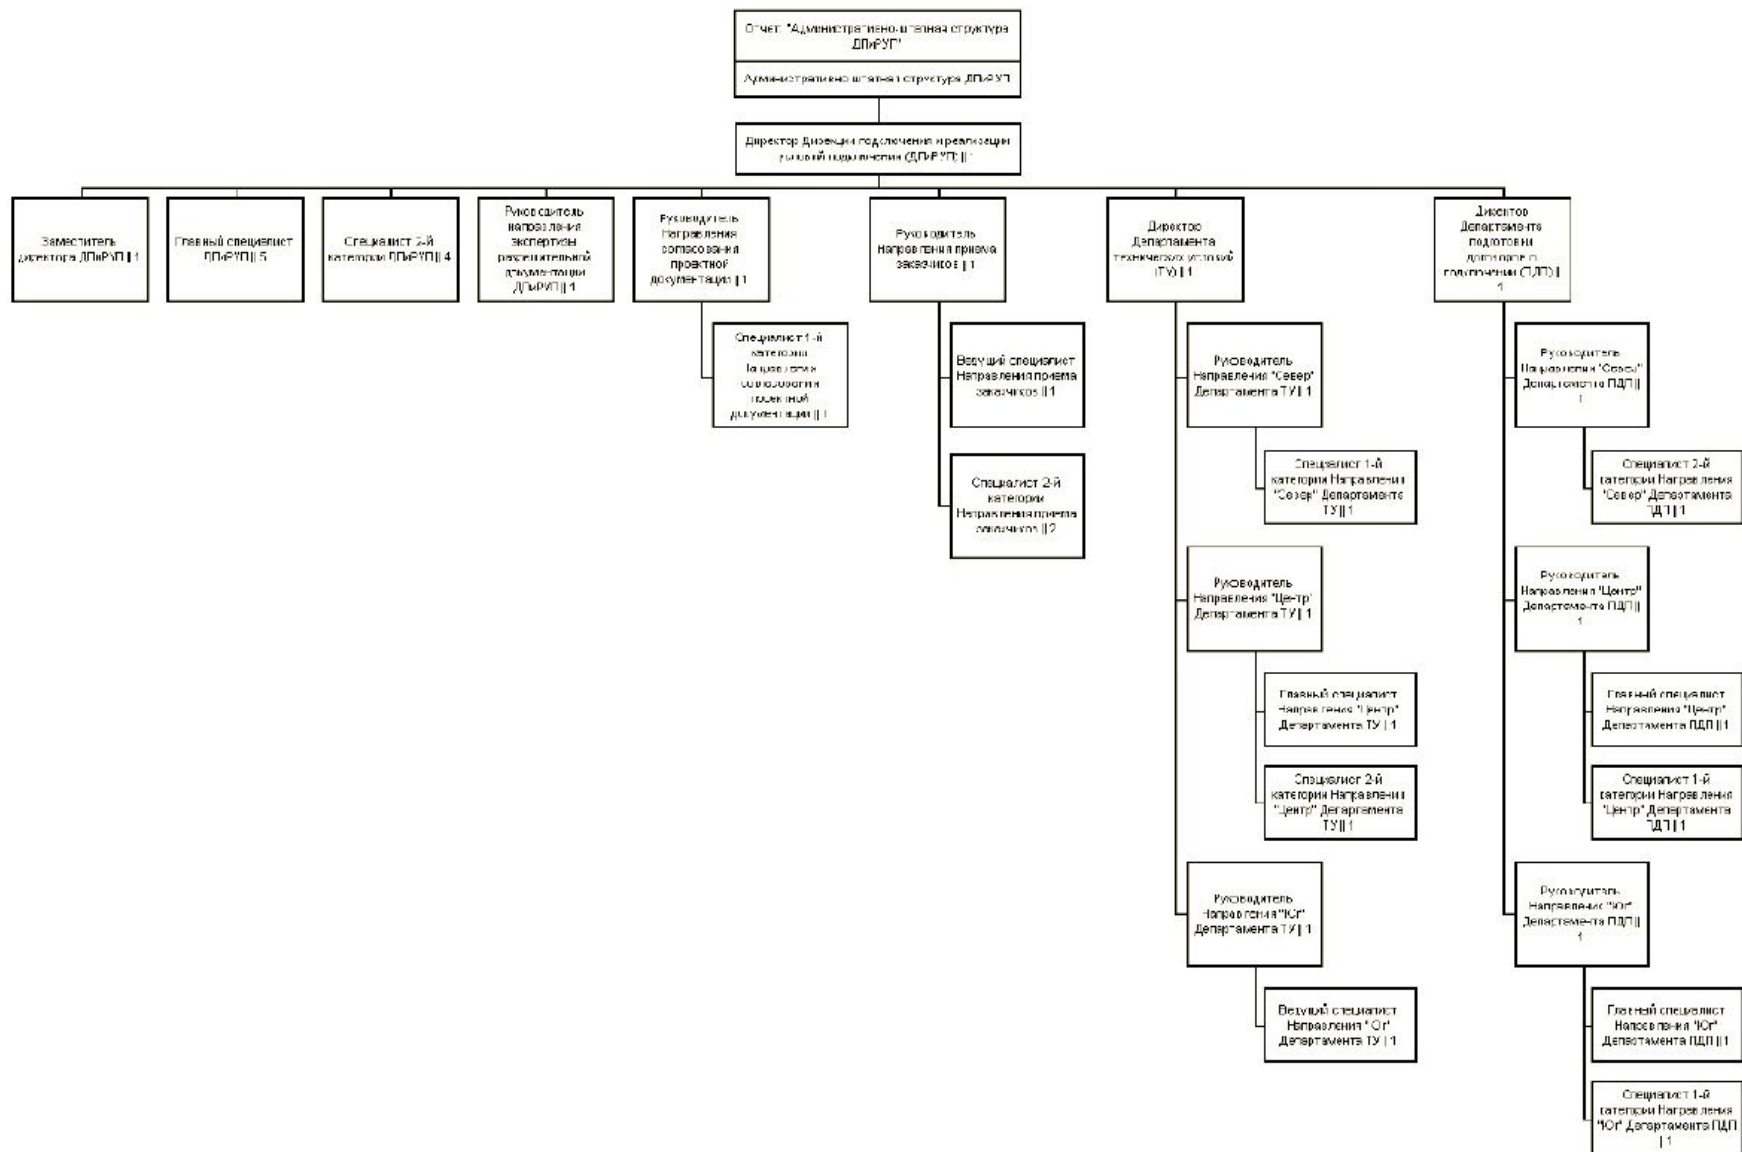 Отчет: "Административно-штатная структура
ДПиРУП"
Административно штатная структура ДПиРУП
Директор Дирекции подключения и реализации
условий подключения (ДПиРУП) || 1
Заместитель
директора ДПиРУП || 1
Главный специалист
ДПиРУП || 5
Специалист 2-й
категории ДПиРУП || 4
Руководитель
направления
экспертизы
разрешительной
документации
ДПиРУП || 1
Руководитель
Направления
согласования
проектной
документации || 1
Руководитель
Направления приема
заказчиков || 1
Директор
Департамента
технических условий
(ТУ) || 1
Директор
Департамента
подготовки
договоров о
подключении (ПДП) ||
1
Специалист 1-й
категории
Направления
согласования
проектной
документации || 1
Ведущий специалист
Направления приема
заказчиков || 1
Специалист 2-й
категории
Направления приема
заказчиков || 2
Руководитель
Направления "Север"
Департамента ТУ || 1
Специалист 1-й
категории Направления
"Север" Департамента
ТУ || 1
Руководитель
Направления "Центр"
Департамента ТУ || 1
Главный специалист
Направления "Центр"
Департамента ТУ || 1
Специалист 2-й
категории Направления
"Центр" Департамента
ТУ || 1
Руководитель
Направления "Юг"
Департамента ТУ || 1
Ведущий специалист
Направления "Юг"
Департамента ТУ || 1
Руководитель
Направления "Север"
Департамента ПДП ||
1
Специалист 2-й
категории Направления
"Север" Департамента
ПДП || 1
Руководитель
Направления "Центр"
Департамента ПДП ||
1
Главный специалист
Направления "Центр"
Департамента ПДП || 1
Специалист 1-й
категории Направления
"Центр" Департамента
ПДП || 1
Руководитель
Направления "Юг"
Департамента ПДП ||
1
Главный специалист
Направления "Юг"
Департамента ПДП || 1
Специалист 1-й
категории Направления
"Юг" Департамента ПДП
|| 1